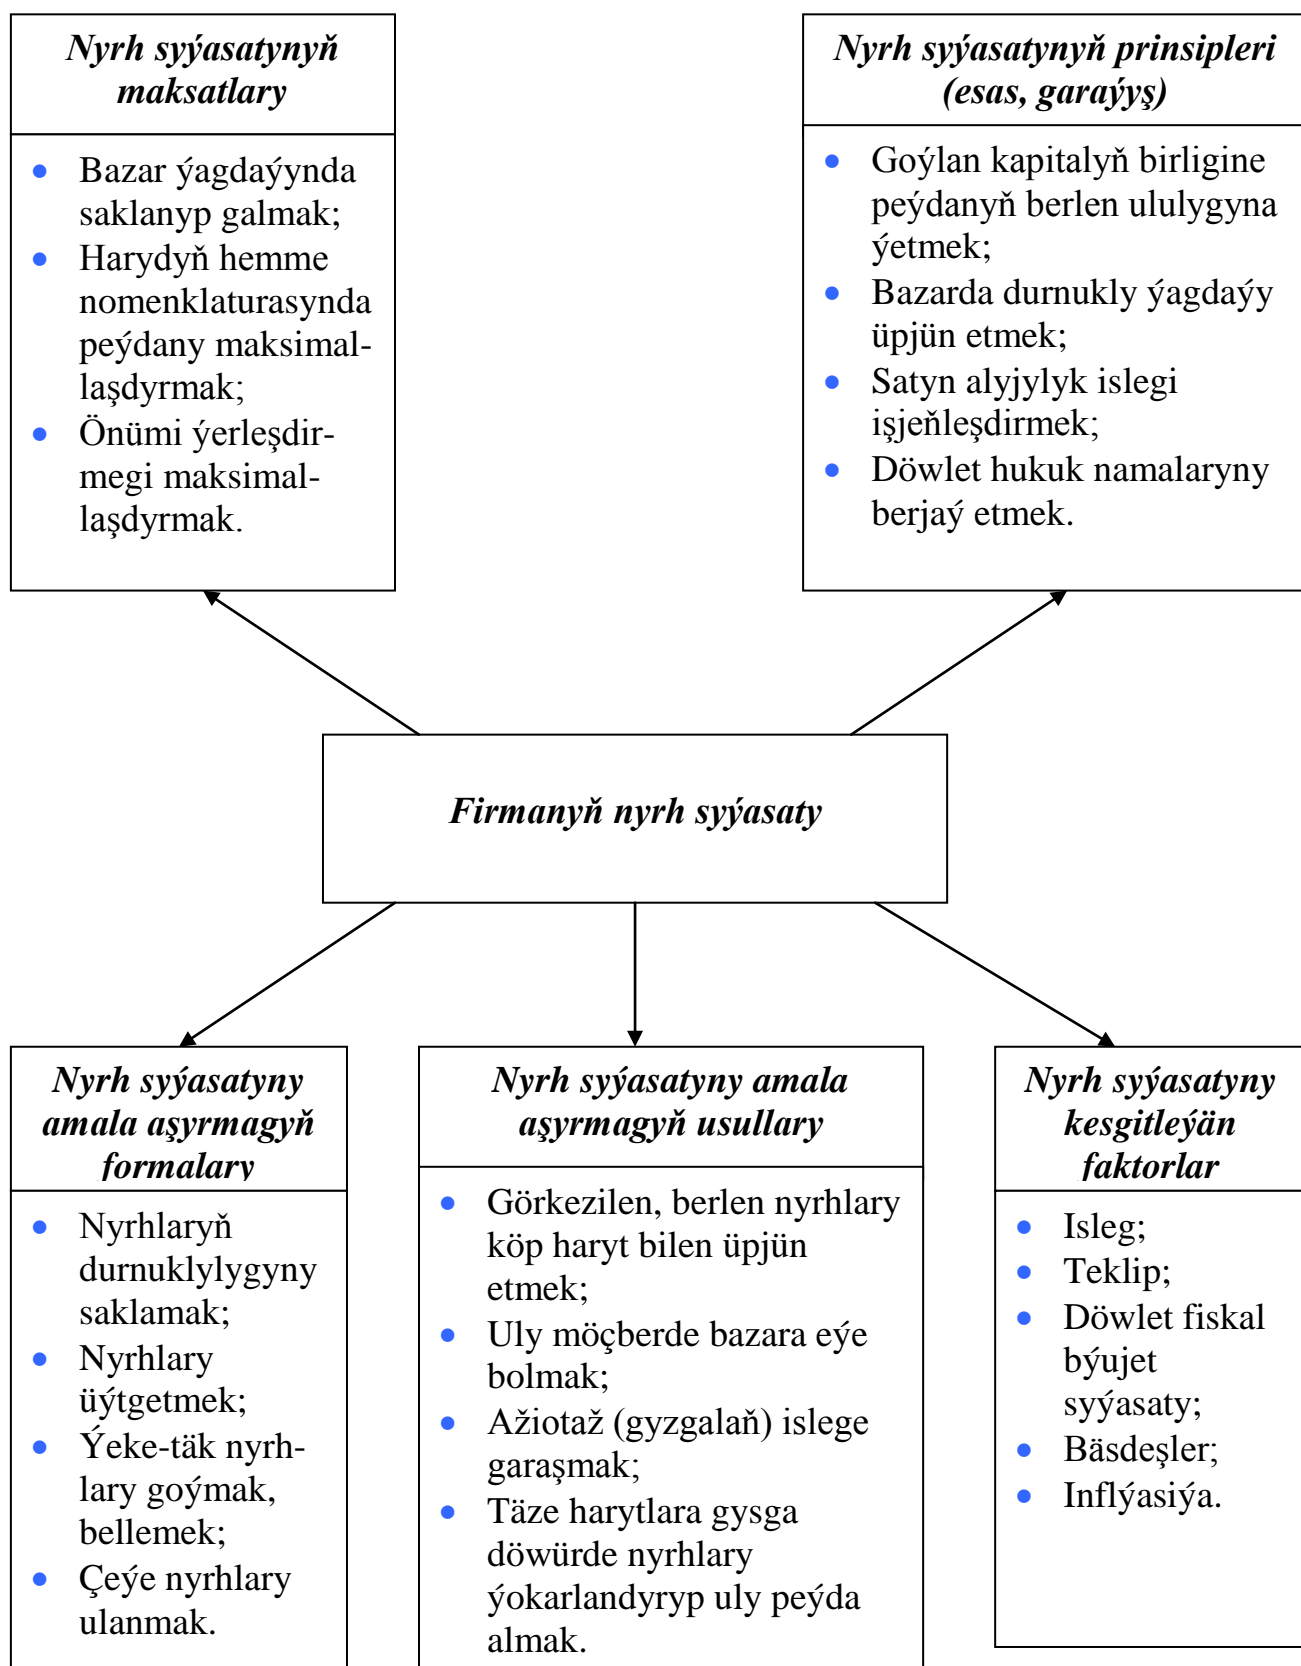 Nyrh syýasatynyň
maksatlary
Bazar ýagdaýynda
saklanyp galmak;
Harydyň hemme
nomenklaturasynda
peýdany maksimal-
laşdyrmak;
Önümi ýerleşdir-
megi maksimal-
laşdyrmak.
Nyrh syýasatynyň prinsipleri
(esas, garaýyş)
Goýlan kapitalyň birligine
peýdanyň berlen ululygyna
ýetmek;
Bazarda durnukly ýagdaýy
üpjün etmek;
Satyn alyjylyk islegi
işjeňleşdirmek;
Döwlet hukuk namalaryny
berjaý etmek.
Firmanyň nyrh syýasaty
Nyrh syýasatyny
amala aşyrmagyň
formalary
Nyrhlaryň
durnuklylygyny
saklamak;
Nyrhlary
üýtgetmek;
Ýeke-täk nyrh-
lary goýmak,
bellemek;
Çeýe nyrhlary
ulanmak.
Nyrh syýasatyny amala
aşyrmagyň usullary
Görkezilen, berlen nyrhlary
köp haryt bilen üpjün
etmek;
Uly möçberde bazara eýe
bolmak;
Ažiotaž (gyzgalaň) islege
garaşmak;
Täze harytlara gysga
döwürde nyrhlary
ýokarlandyryp uly peýda
almak.
Nyrh syýasatyny
kesgitleýän
faktorlar
Isleg;
Teklip;
Döwlet fiskal
býujet
syýasaty;
Bäsdeşler;
Inflýasiýa.